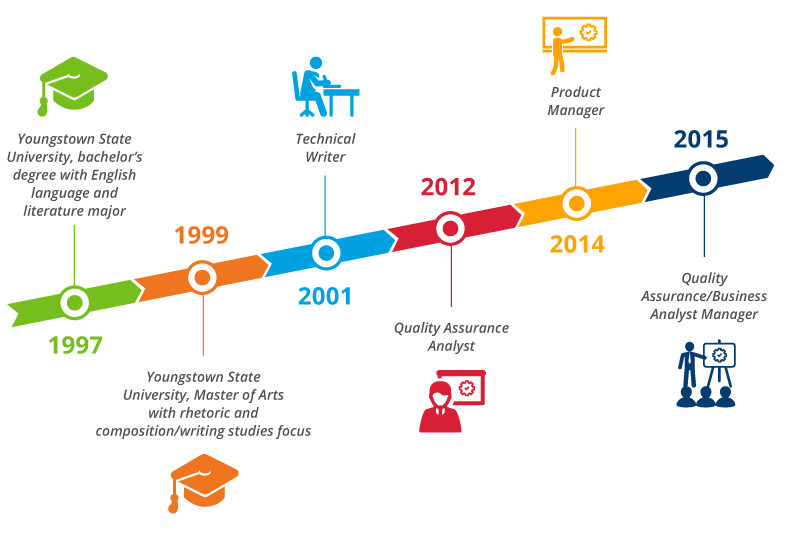 Youngstown State
University, bachelor's
degree with English
language and
literature major
1997
1999
Youngstown State
University, Master of Arts
with rhetoric and
composition/writing studies focus
Technical
Writer
2001
2012
Quality Assurance
Analyst
Product
Manager
2014
2015
Quality
Assurance/Business
Analyst Manager